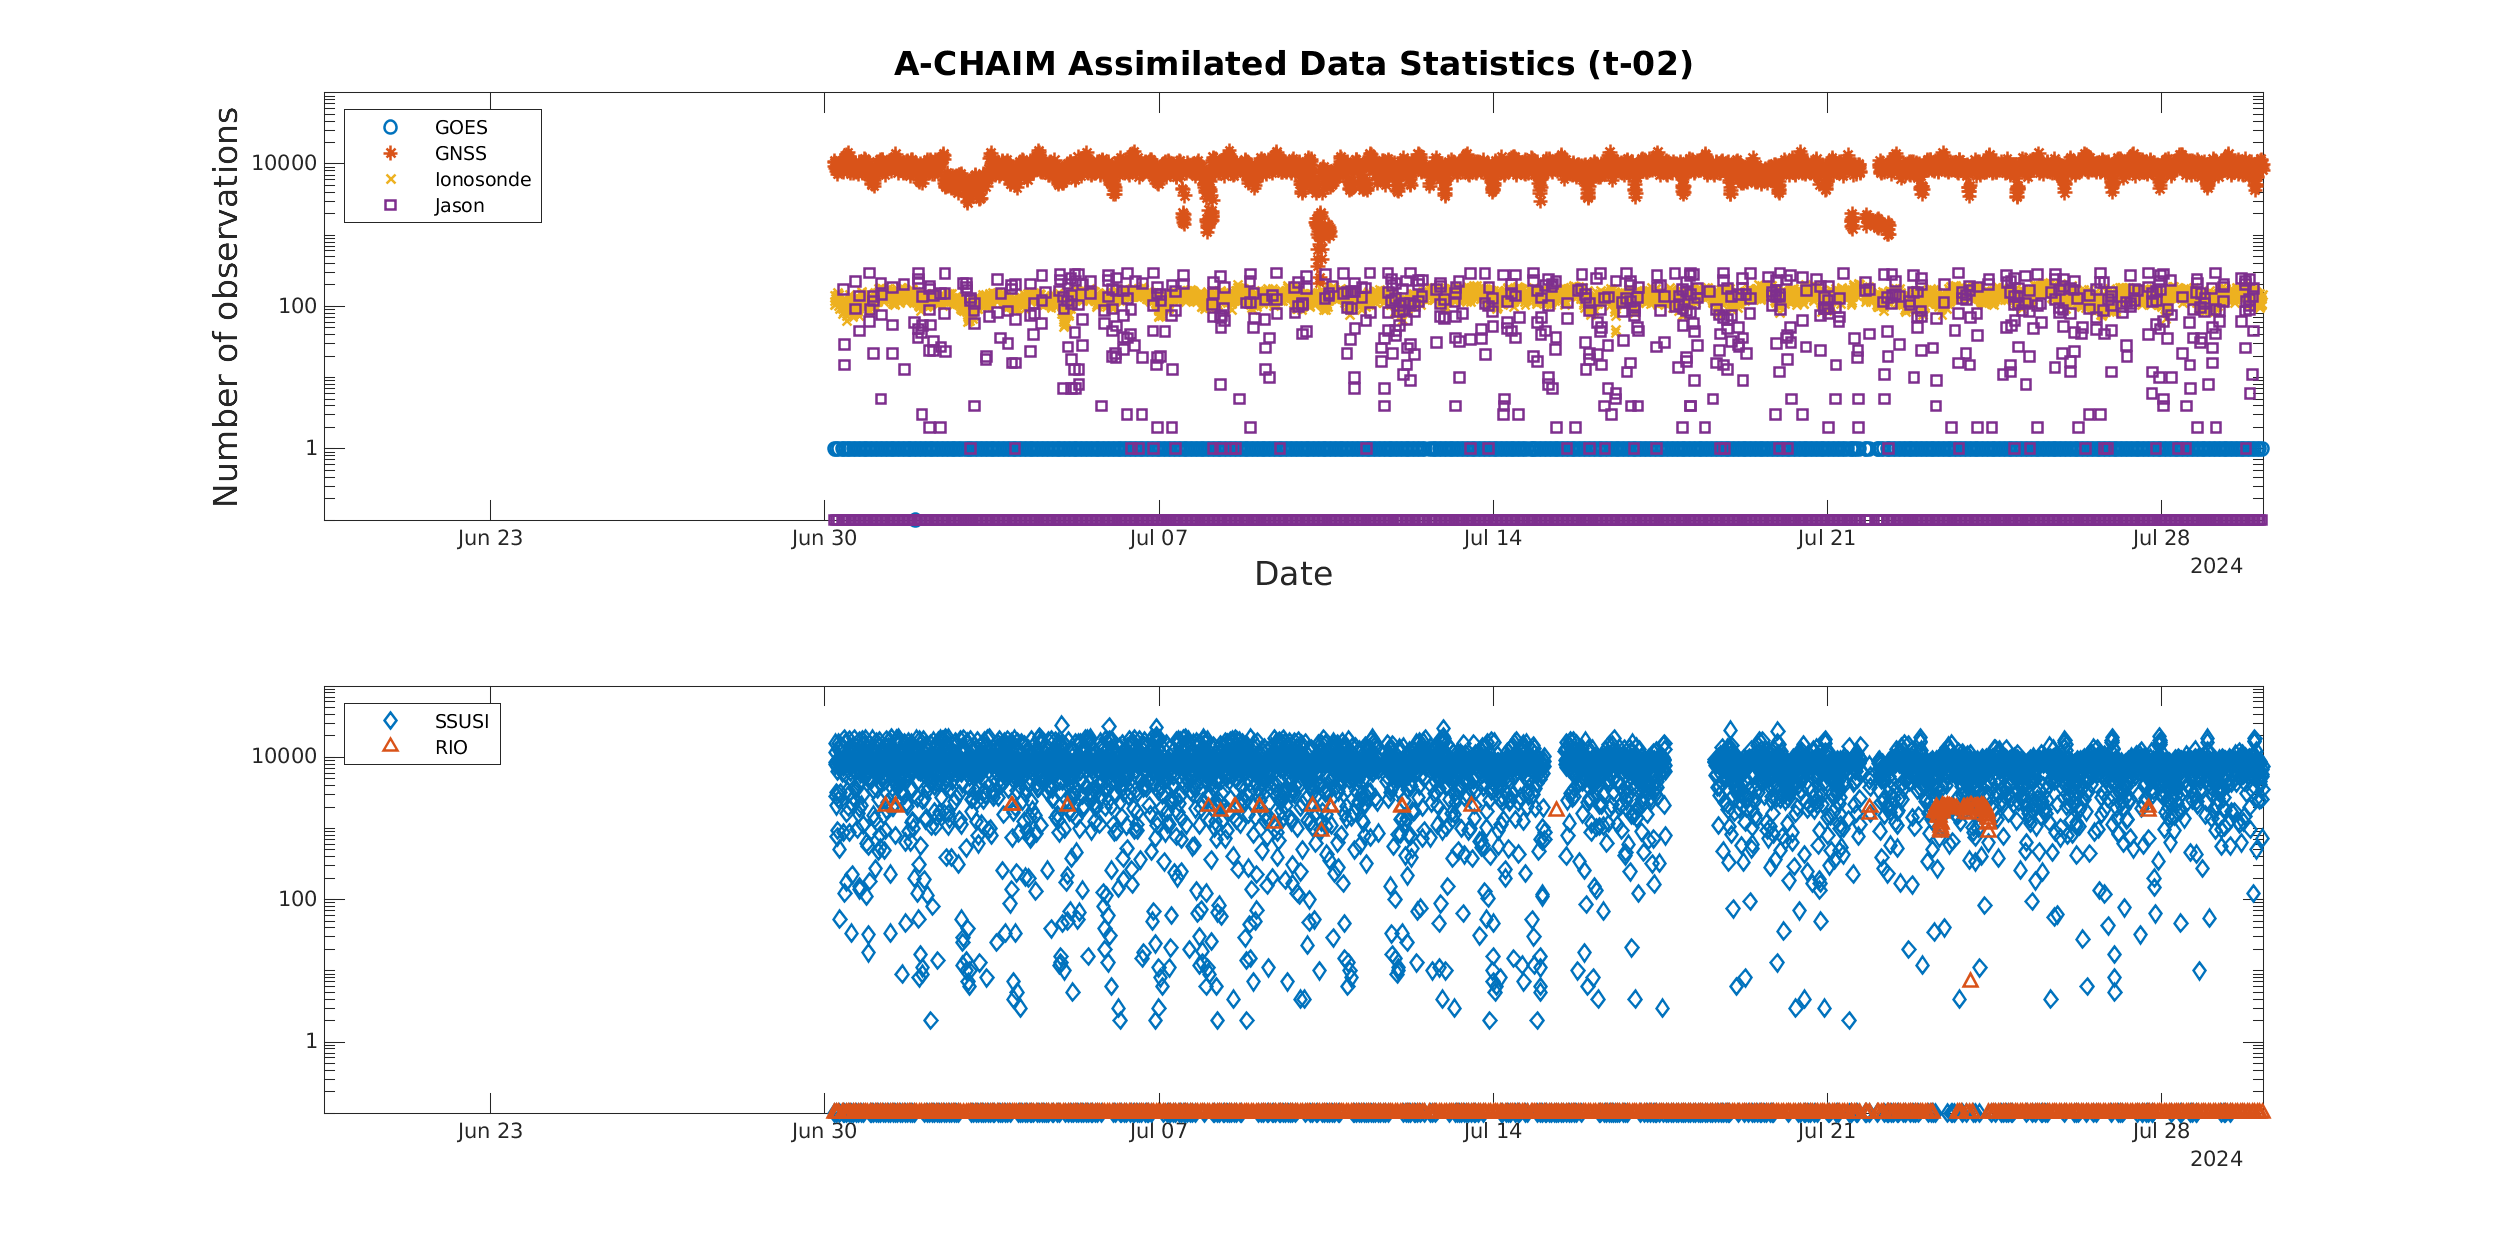 A-CHAIM Assimilated Data Statistics (t-02)
Number of observations
10000
100
1
GOES
GNSS
Ionosonde
Jason
Jun 23
Jun 30
Jul 07
Jul 14
Jul 21
Jul 28
2024
Date
10000
100
1
SSUSI
RIO
Jun 23
Jun 30
Jul 07
Jul 14
Jul 21
Jul 28
2024